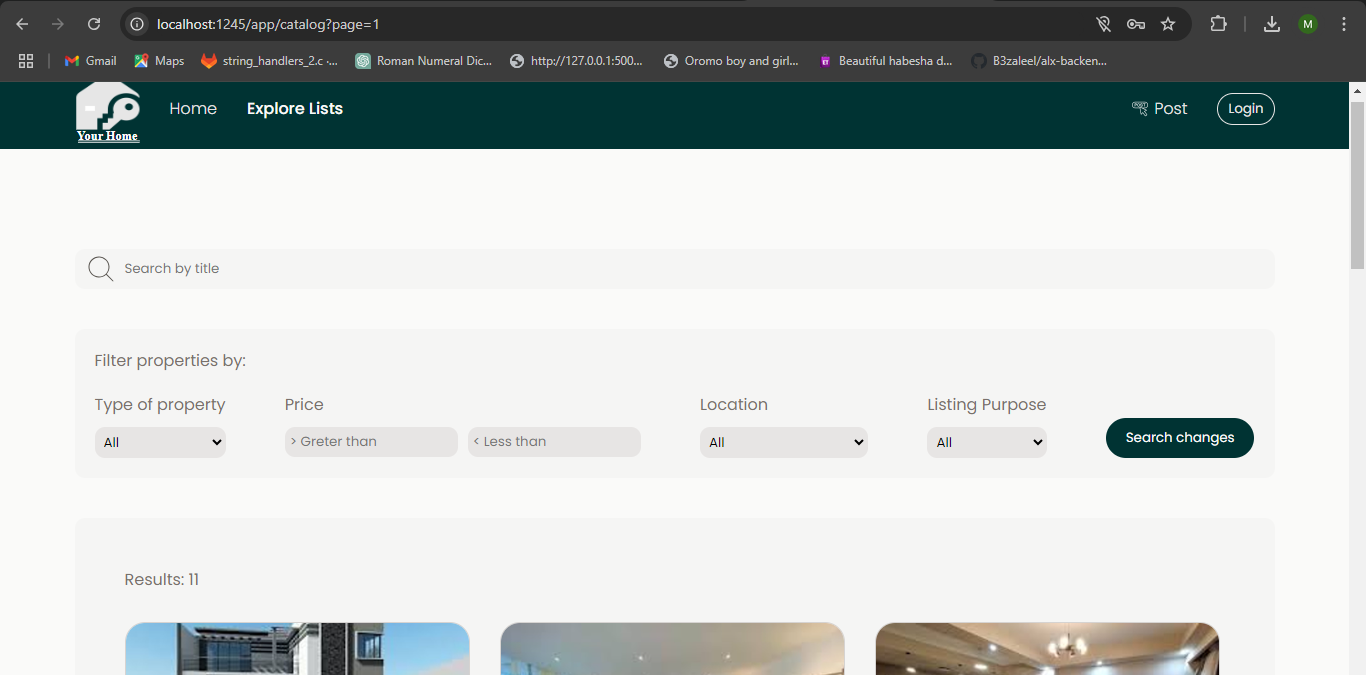 localhost:1245/app/catalog?page=1
M
Gmail Maps string_handlers_2.c -... Roman Numeral Dic... http://127.0.0.1:500... Oromo boy and girl... Beautiful habesha d... B3zaleel/alx-backen...
Your Home Home Explore Lists Post Login
Search by title
Filter properties by:
Type of property Price Location Listing Purpose
All > Greter than < Less than All All Search changes
Results: 11